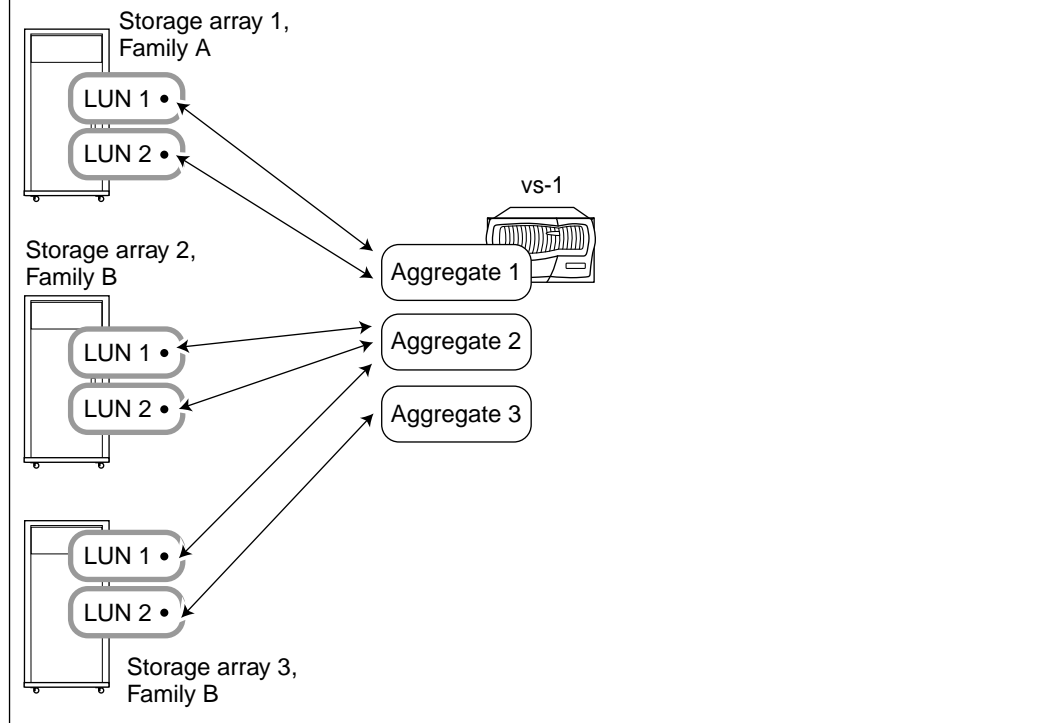 Storage array 1,
Family A
LUN 1
LUN 2
vs-1
Storage array 2,
Family B
Aggregate 1
LUN 1
Aggregate 2
LUN 2
Aggregate 3
LUN 1
LUN 2
Storage array 3,
Family B